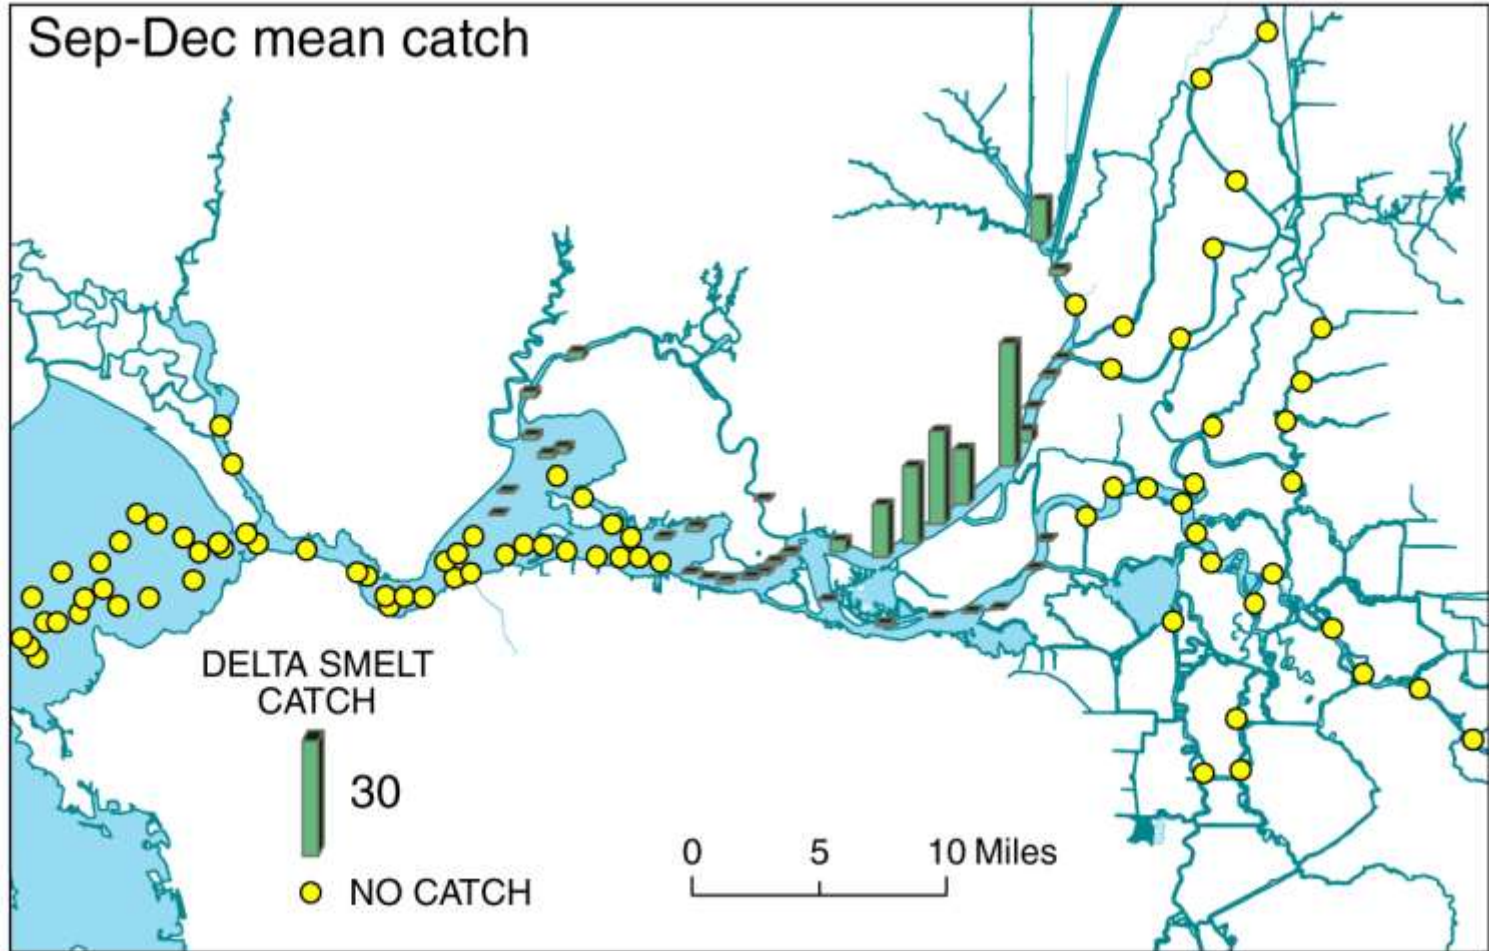 Sep-Dec mean catch
DELTA SMELT
CATCH
30
NO CATCH
0 5 10 Miles